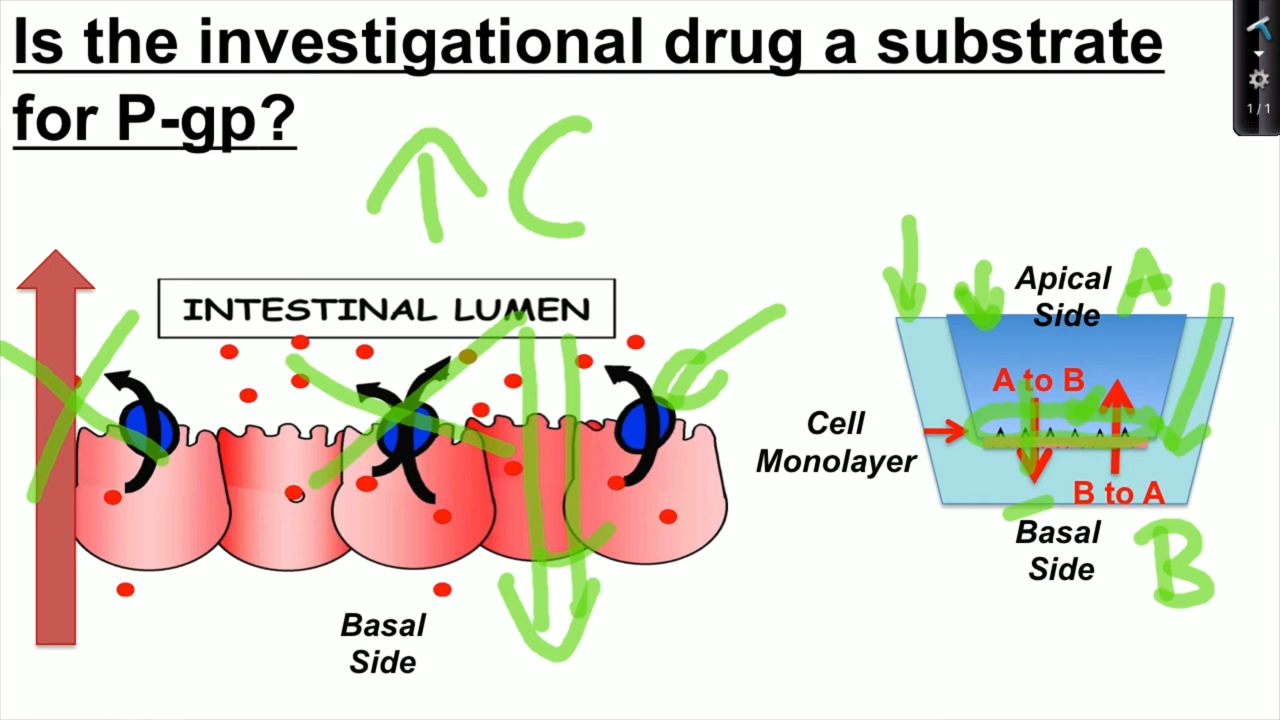 Is the investigational drug a substrate
for P-gp?
↑ C
INTESTINAL LUMEN
Basal
Side
Apical
Side
A
A to B
Cell
Monolayer
B to A
Basal
Side
B
1/1